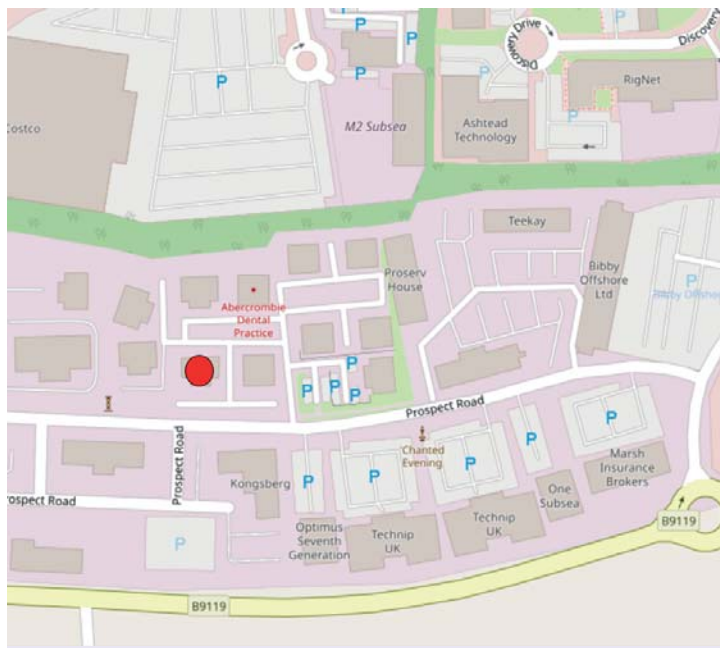 Discovery Drive
Discovery
P
P
P
RigNet
P
P
M2 Subsea
Ashtead
Technology
Costco
Teekay
Proserv
House
Bibby
Offshore
Ltd
P
Bibby Offshore
Abercrombie
Dental
Practice
P
P
P
P
Prospect Road
P
P
Chanted
Evening
P
P
P
Marsh
Insurance
Brokers
Prospect Road
Kongsberg
One
Subsea
rospect Road
Optimus
Seventh
Generation
Technip
UK
Technip
UK
B9119
P
B9119